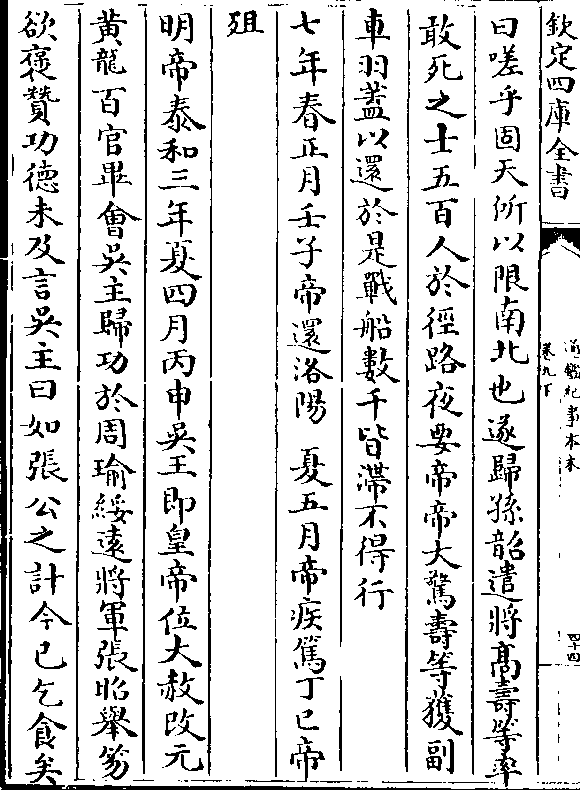 欽定四庫全書
通鑑紀事本末
卷九下
四十四
曰嗟乎固天所以限南北也遂歸孫韶遣將高壽等率
敢死之士五百人於徑路夜要帝帝大驚壽等獲副
車羽蓋以還於是戰船數千皆滯不得行
七年春正月壬子帝還洛陽 夏五月帝疾篤丁巳帝
殂
明帝泰和三年夏四月丙申吳王即皇帝位大赦改元
黃龍百官畢會吳主歸功於周瑜綏遠將軍張昭舉笏
欲褒贊功德未及言吳主曰如張公之計今已乞食矣